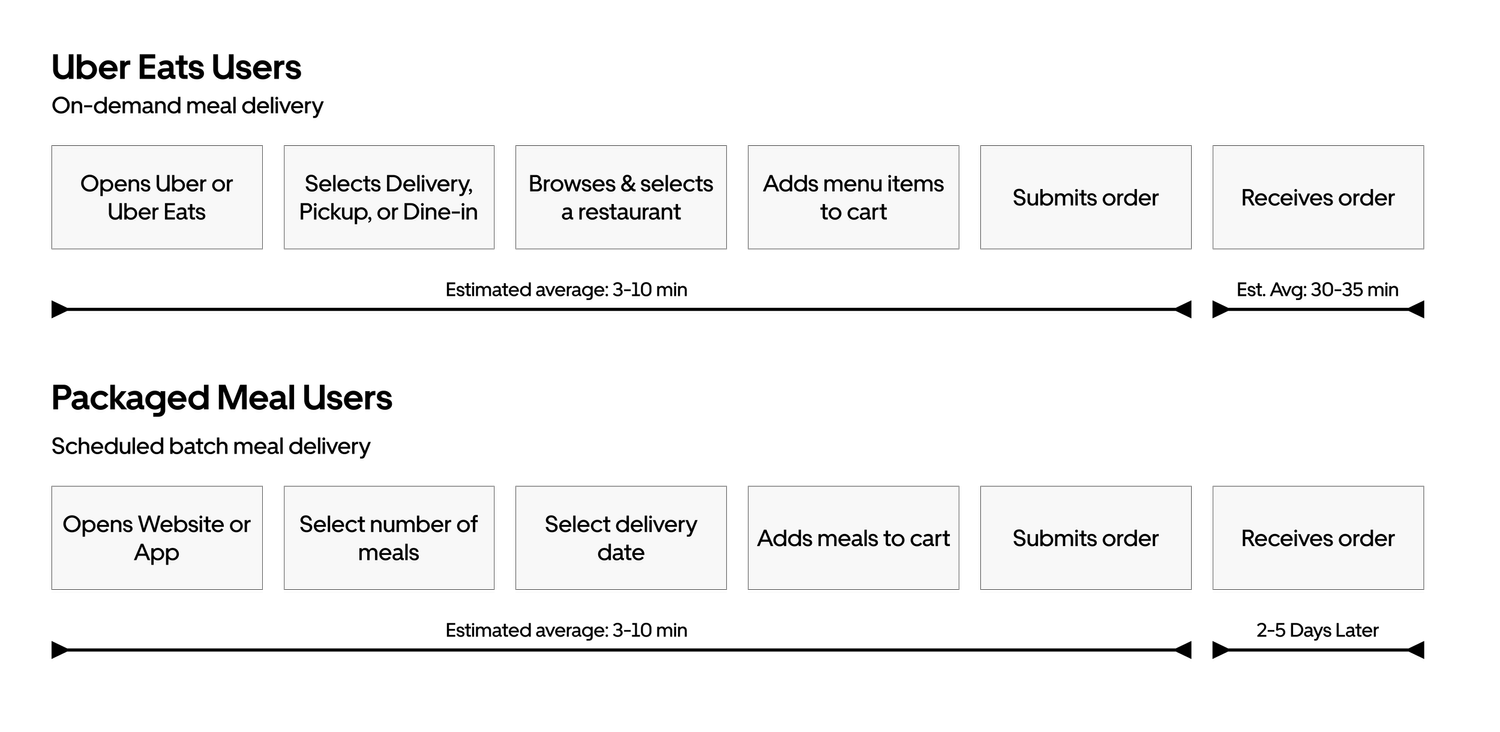 Uber Eats Users
On-demand meal delivery
Opens Uber or
Uber Eats
Selects Delivery,
Pickup, or Dine-in
Browses & selects
a restaurant
Adds menu items
to cart
Submits order
Receives order
Estimated average: 3-10 min
Est. Avg: 30-35 min
Packaged Meal Users
Scheduled batch meal delivery
Opens Website or
App
Select number of
meals
Select delivery
date
Adds meals to cart
Submits order
Receives order
Estimated average: 3-10 min
2-5 Days Later